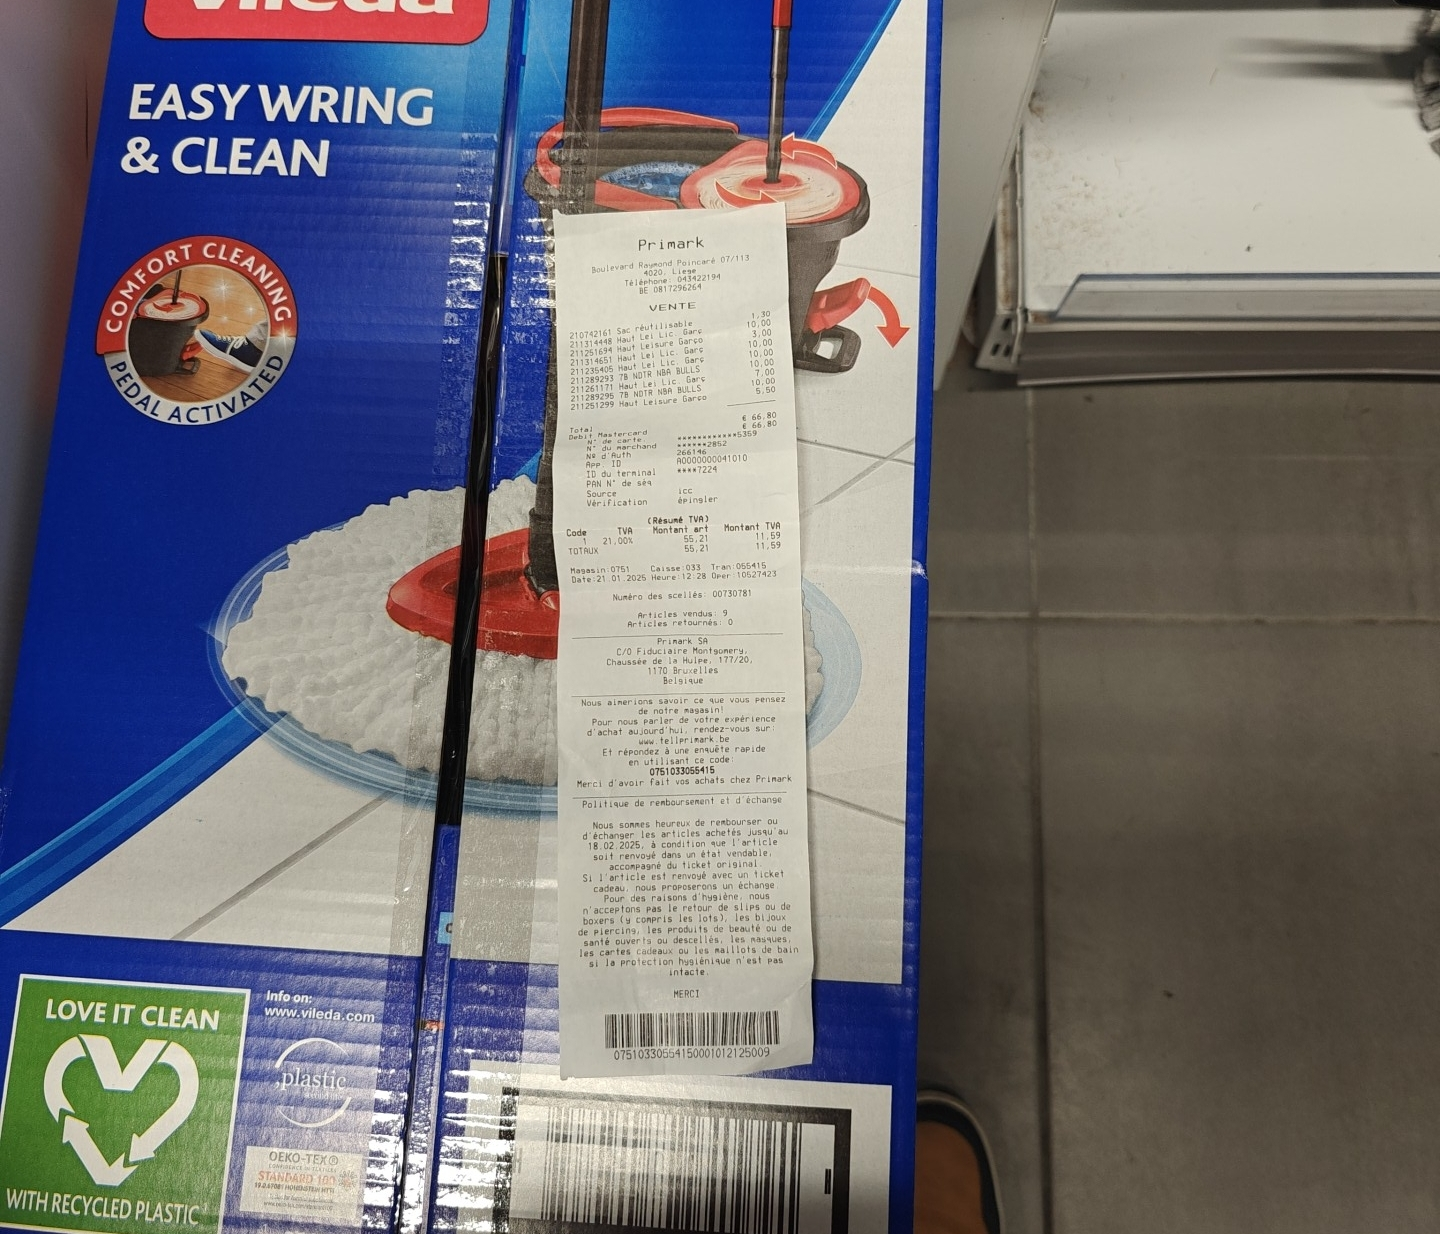 Vileda
EASY WRING
& CLEAN
COMFORT CLEANING
PEDAL ACTIVATED
Primark
Boulevard Raymond Poincaré 07/113
4020, Liege
Téléphone: 043422194
BE 0817296264
VENTE
210742161 Sac réutilisable 1,30
211314448 Haut Lei Lic. Garç 10,00
211251694 Haut Leisure Garço 3,00
211314651 Haut Lei Lic. Garç 10,00
211235405 Haut Lei Lic. Garç 10,00
211289293 7B NDTR NBA BULLS 10,00
211261171 Haut Lei Lic. Garç 7,00
211289295 7B NDTR NBA BULLS 10,00
211251299 Haut Leisure Garço 5,50
Total € 66,80
Debit Mastercard € 66,80
N° de carte ************5359
N° du marchand ******2852
Nº d'Auth 266146
App. ID A0000000041010
ID du terminal ****7224
PAN N° de séq
Source icc
Vérification épingler
(Résumé TVA)
Code TVA Montant art Montant TVA
1 21,00% 55,21 11,59
TOTAUX 55,21 11,59
Magasin:0751 Caisse:033 Tran:055415
Date:21.01.2025 Heure:12:28 Oper:10527423
Numéro des scellés: 00730781
Articles vendus: 9
Articles retournés: 0
Primark SA
C/O Fiduciaire Montgomery,
Chaussée de la Hulpe, 177/20,
1170 Bruxelles
Belgique
Nous aimerions savoir ce que vous pensez
de notre magasin!
Pour nous parler de votre expérience
d'achat aujourd'hui, rendez-vous sur:
www.tellprimark.be
Et répondez à une enquête rapide
en utilisant ce code:
0751033055415
Merci d'avoir fait vos achats chez Primark
Politique de remboursement et d'échange
Nous sommes heureux de rembourser ou
d'échanger les articles achetés jusqu'au
18.02.2025, à condition que l'article
soit renvoyé dans un état vendable,
accompagné du ticket original.
Si l'article est renvoyé avec un ticket
cadeau, nous proposerons un échange
Pour des raisons d'hygiène, nous
n'acceptons pas le retour de slips ou de
boxers (y compris les lots), les bijoux
de piercing, les produits de beauté ou de
santé ouverts ou descellés, les masques,
les cartes cadeaux ou les maillots de bain
si la protection hygiénique n'est pas
intacte.
MERCI
07510330554150001012125009
LOVE IT CLEAN
WITH RECYCLED PLASTIC
Info on:
www.vileda.com
plastic
OEKO-TEX®
STANDARD 100